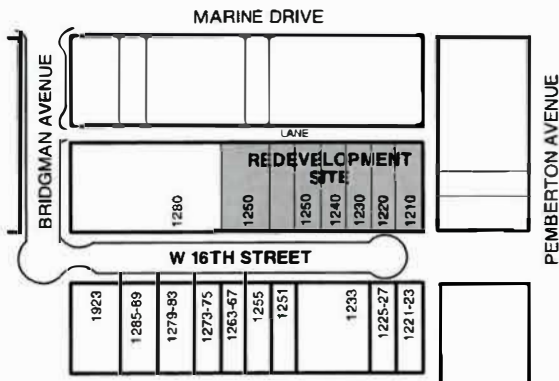 MARINE DRIVE
BRIDGMAN AVENUE
PEMBERTON AVENUE
LANE
REDEVELOPMENT
SITE
1280
1250
1250
1240
1230
1220
1210
W 16TH STREET
1923
1285-89
1279-83
1273-75
1263-67
1255
1251
1233
1225-27
1221-23